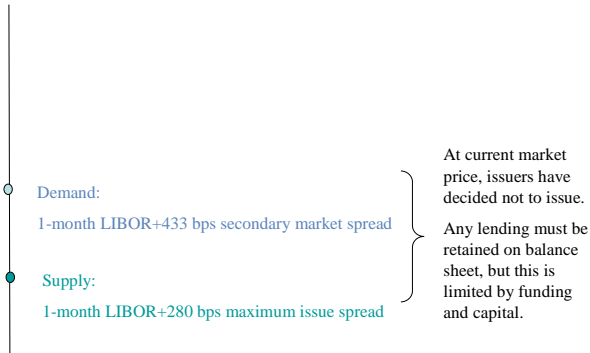 Demand:
1-month LIBOR+433 bps secondary market spread
Supply:
1-month LIBOR+280 bps maximum issue spread
At current market
price, issuers have
decided not to issue.
Any lending must be
retained on balance
sheet, but this is
limited by funding
and capital.